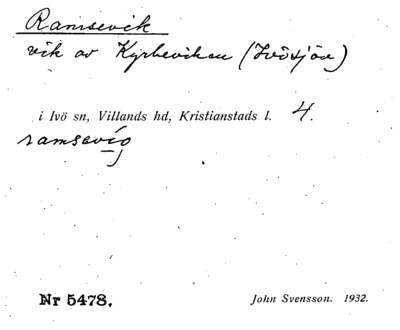 Ramsevik
vik av Kyrkeviken (Ivösjön)
i Ivö sn, Villands hd, Kristianstads l. 4.
ramsevig
Nr 5478. John Svensson. 1932.